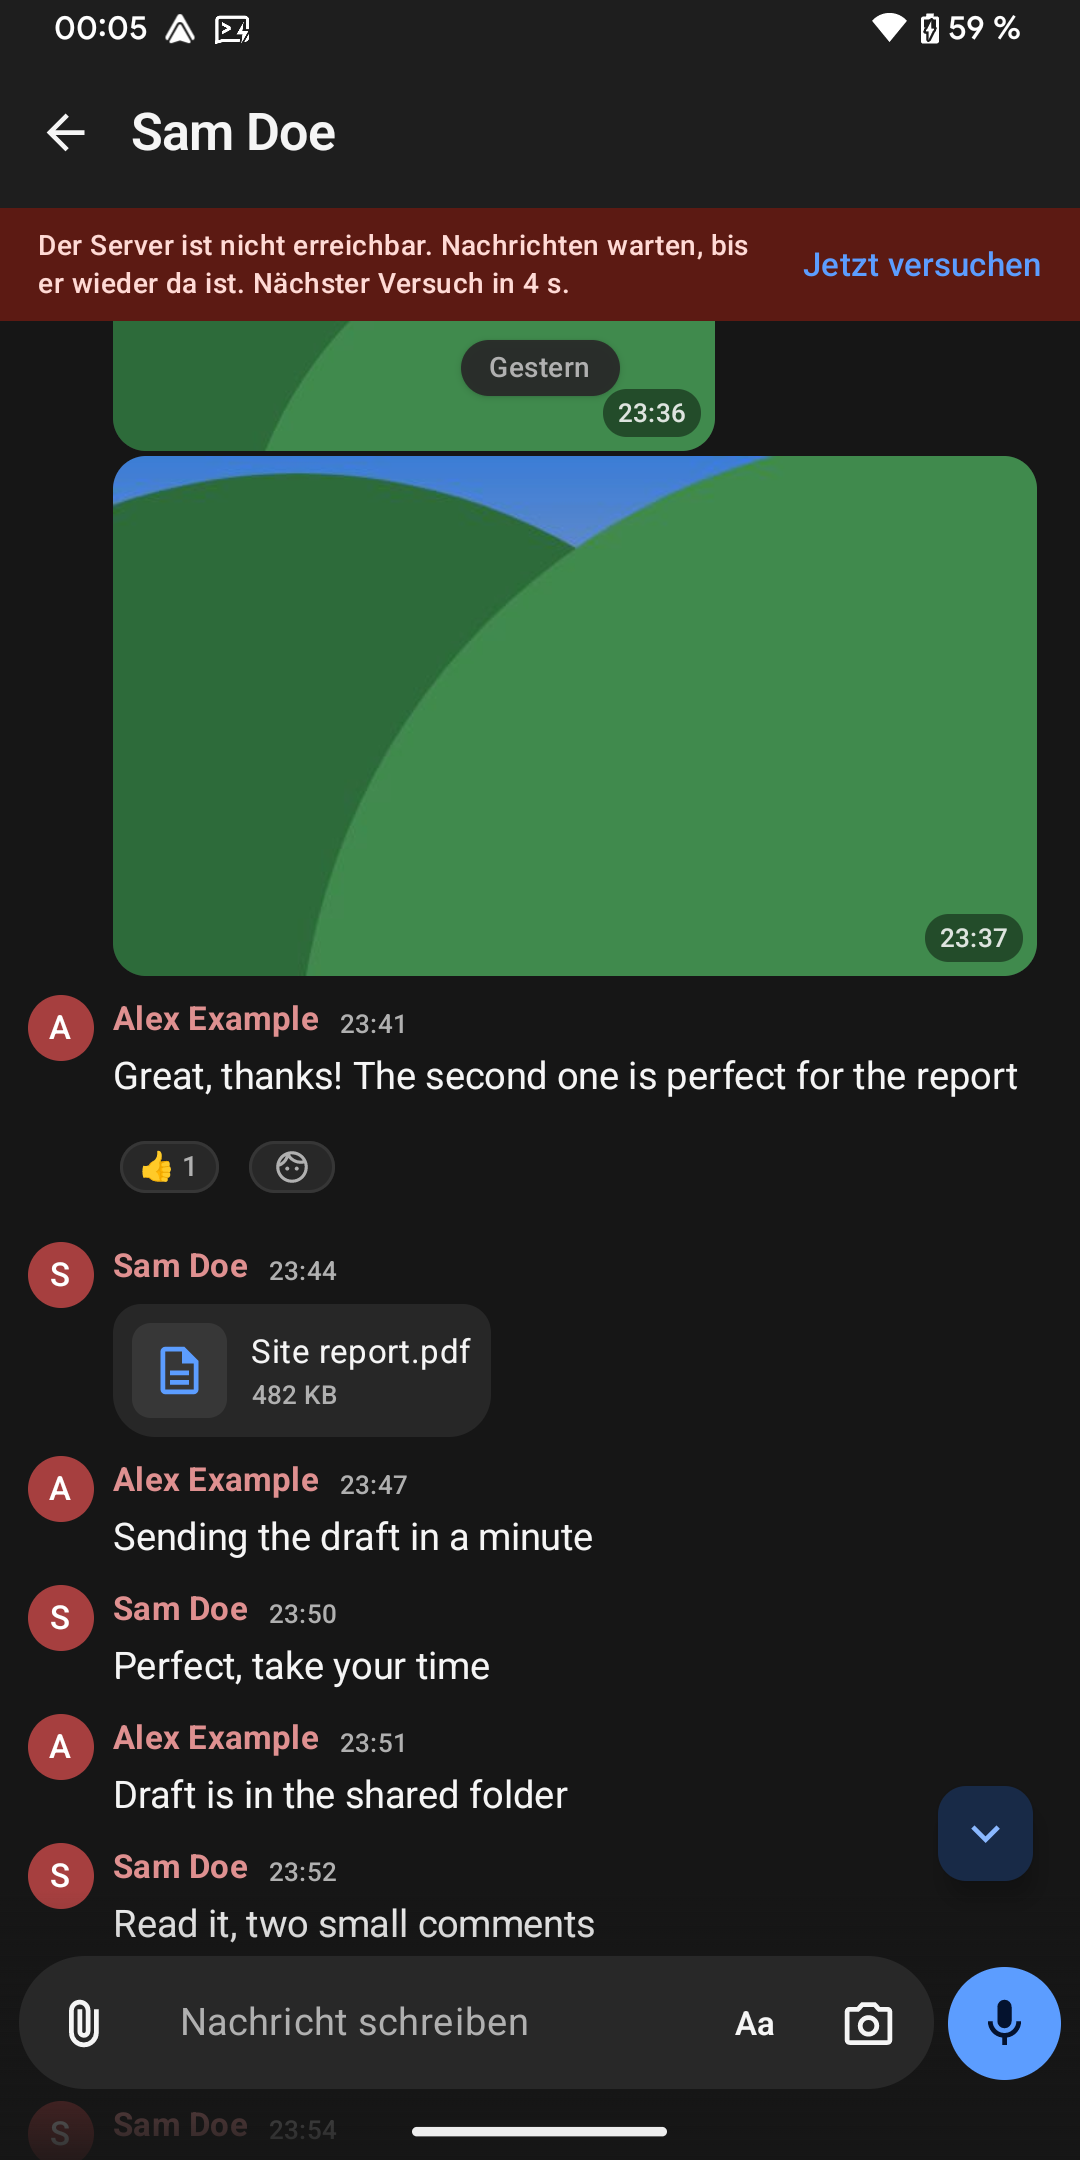 00:05 59 %
Sam Doe
Der Server ist nicht erreichbar. Nachrichten warten, bis
er wieder da ist. Nächster Versuch in 4 s.
Jetzt versuchen
Gestern
23:36
23:37
A Alex Example 23:41
Great, thanks! The second one is perfect for the report
👍 1
S Sam Doe 23:44
Site report.pdf
482 KB
A Alex Example 23:47
Sending the draft in a minute
S Sam Doe 23:50
Perfect, take your time
A Alex Example 23:51
Draft is in the shared folder
S Sam Doe 23:52
Read it, two small comments
Nachricht schreiben Aa
S Sam Doe 23:54